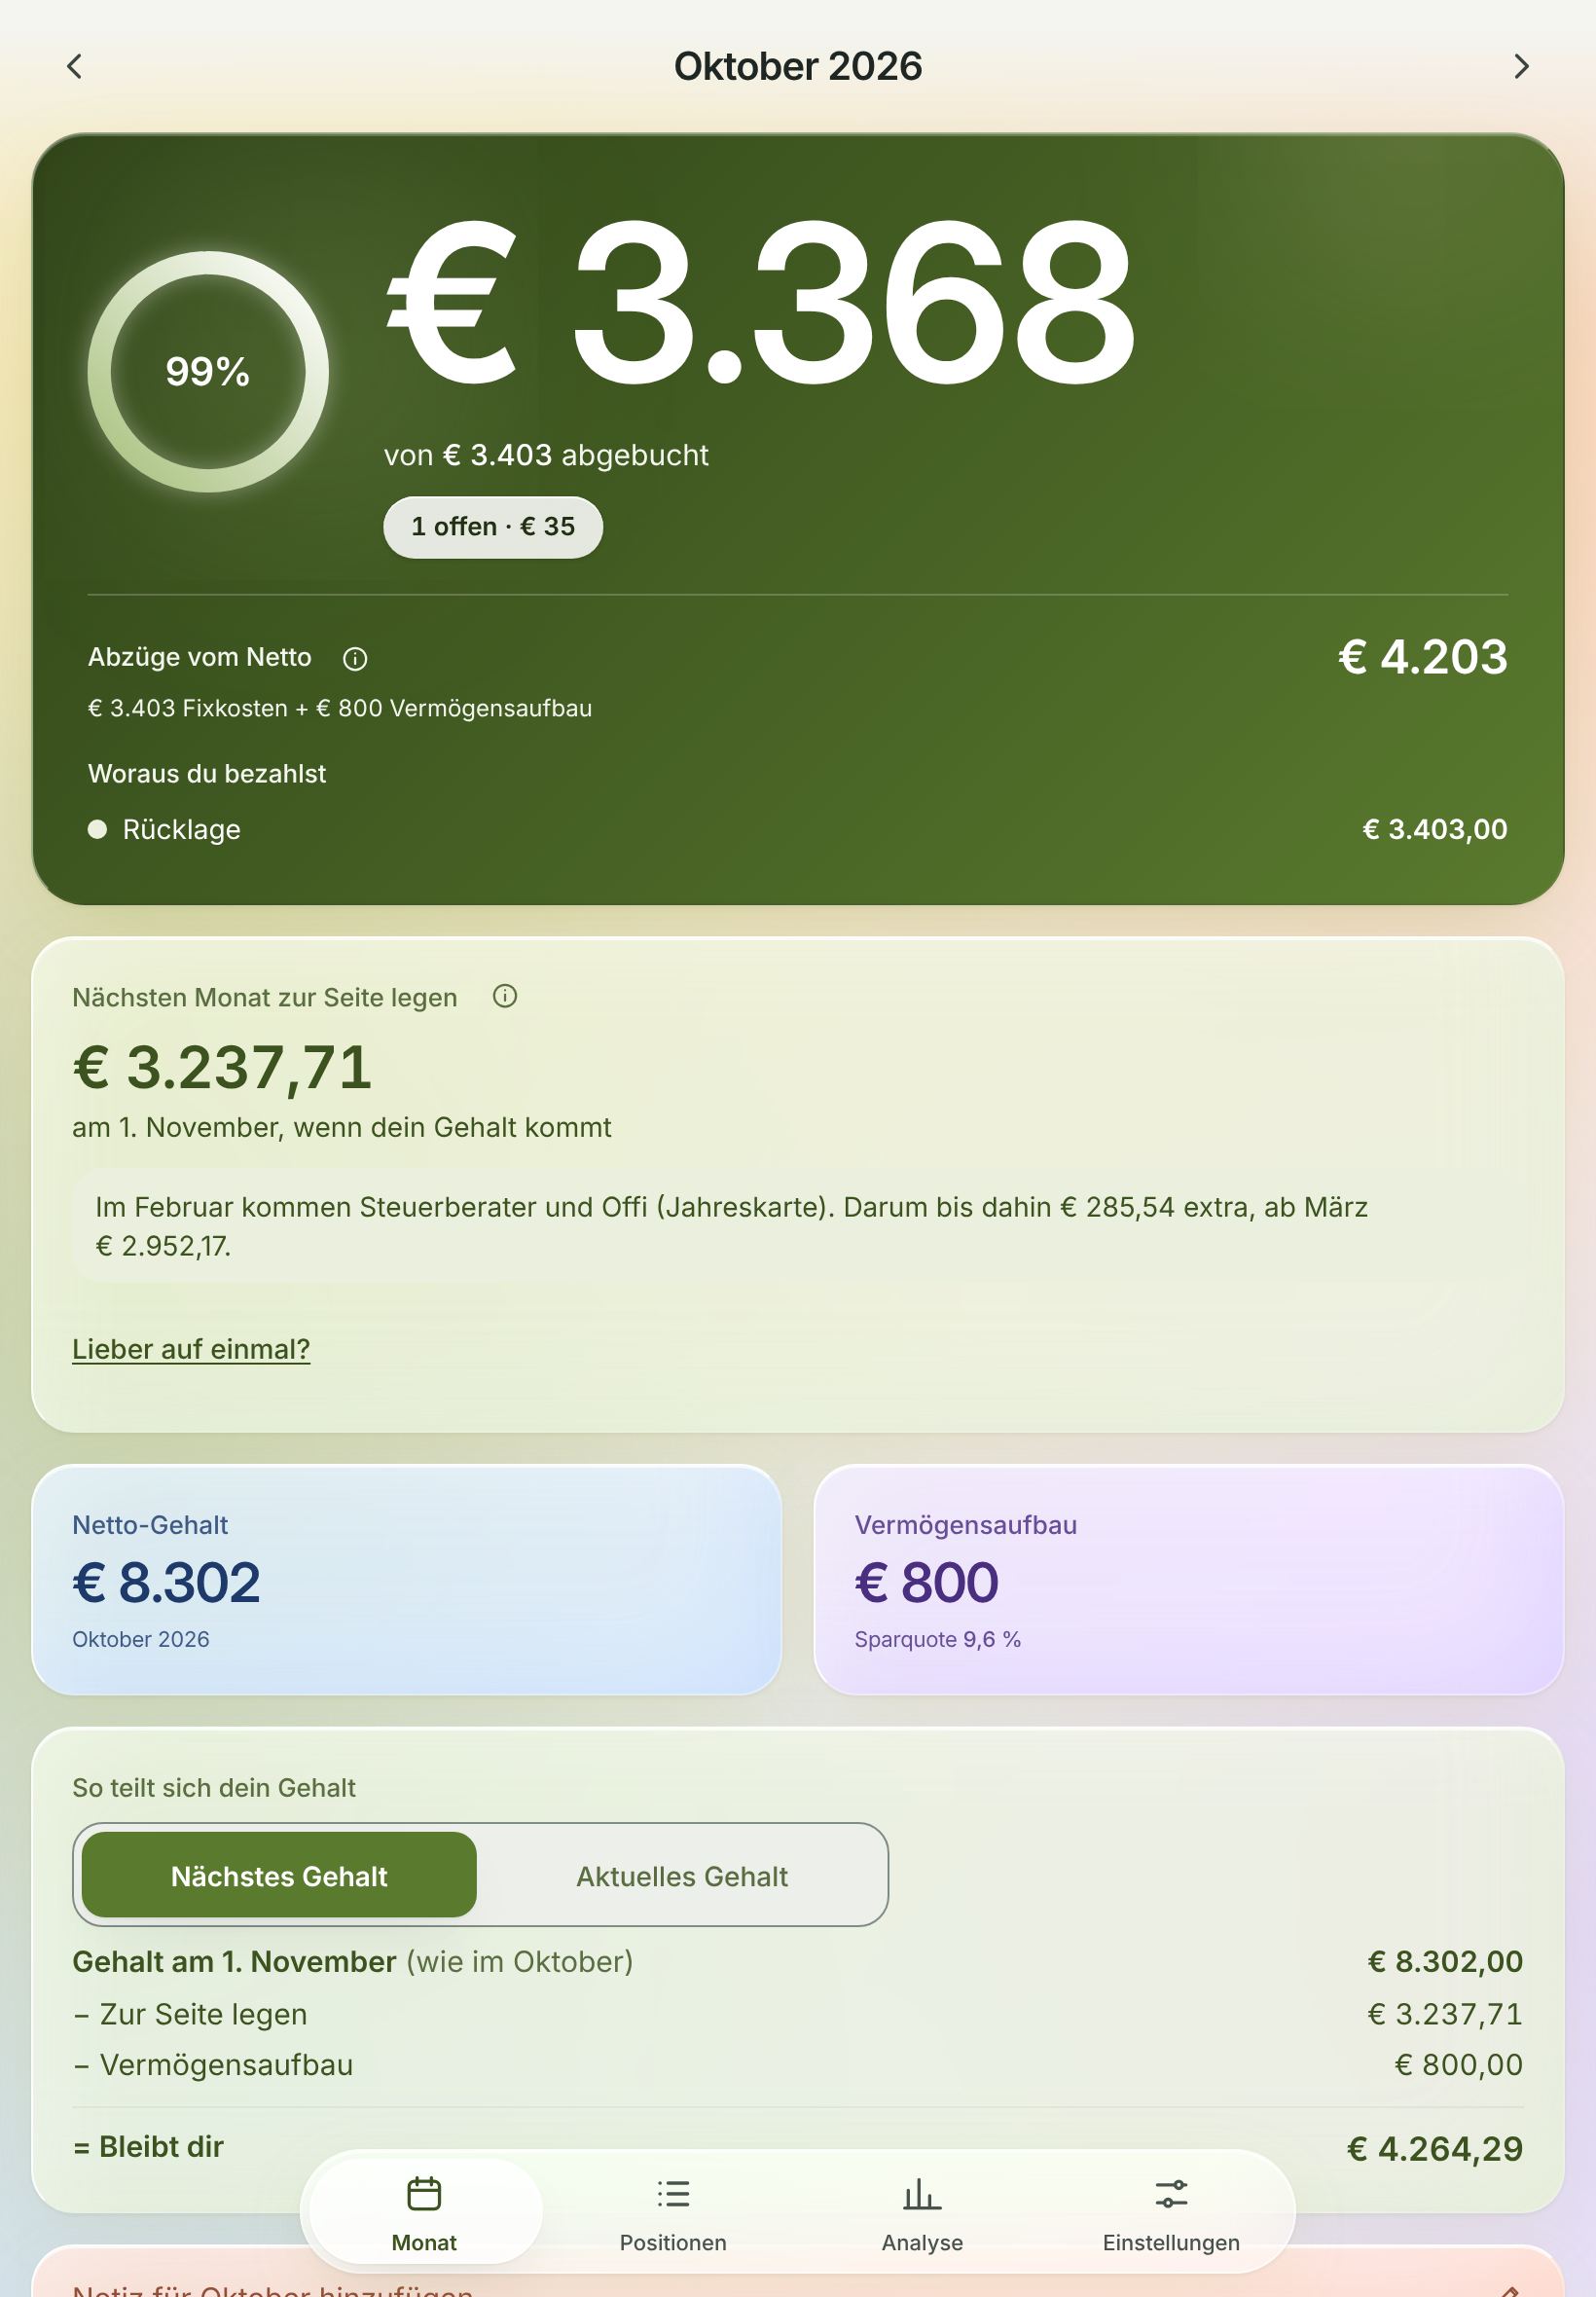 Oktober 2026
99%
€ 3.368
von € 3.403 abgebucht
1 offen · € 35
Abzüge vom Netto
€ 4.203
€ 3.403 Fixkosten + € 800 Vermögensaufbau
Woraus du bezahlst
Rücklage
€ 3.403,00
Nächsten Monat zur Seite legen
€ 3.237,71
am 1. November, wenn dein Gehalt kommt
Im Februar kommen Steuerberater und Offi (Jahreskarte). Darum bis dahin € 285,54 extra, ab März
€ 2.952,17.
Lieber auf einmal?
Netto-Gehalt
€ 8.302
Oktober 2026
Vermögensaufbau
€ 800
Sparquote 9,6 %
So teilt sich dein Gehalt
Nächstes Gehalt
Aktuelles Gehalt
Gehalt am 1. November (wie im Oktober)
€ 8.302,00
– Zur Seite legen
€ 3.237,71
– Vermögensaufbau
€ 800,00
= Bleibt dir
€ 4.264,29
Monat
Positionen
Analyse
Einstellungen
Notiz für Oktober hinzufügen